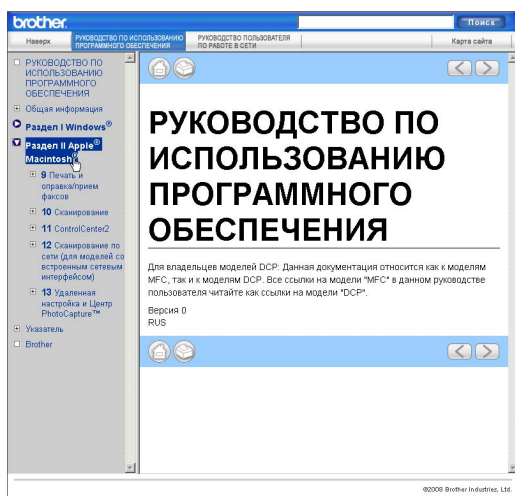 brother.
Поиск
Наверх
РУКОВОДСТВО ПО ИСПОЛЬЗОВАНИЮ
ПРОГРАММНОГО ОБЕСПЕЧЕНИЯ
РУКОВОДСТВО ПОЛЬЗОВАТЕЛЯ
ПО РАБОТЕ В СЕТИ
Карта сайта
РУКОВОДСТВО ПО
ИСПОЛЬЗОВАНИЮ
ПРОГРАММНОГО
ОБЕСПЕЧЕНИЯ
Общая информация
Раздел I Windows®
Раздел II Apple®
Macintosh®
9 Печать и
оправка/прием
факсов
10 Сканирование
11 ControlCenter2
12 Сканирование по
сети (для моделей со
встроенным сетевым
интерфейсом)
13 Удаленная
настройка и Центр
PhotoCapture™
Указатель
Brother
РУКОВОДСТВО ПО
ИСПОЛЬЗОВАНИЮ
ПРОГРАММНОГО
ОБЕСПЕЧЕНИЯ
Для владельцев моделей DCP: Данная документация относится как к моделям
MFC, так и к моделям DCP. Все ссылки на модели "MFC" в данном руководстве
пользователя читайте как ссылки на модели "DCP".
Версия 0
RUS
©2008 Brother Industries, Ltd.